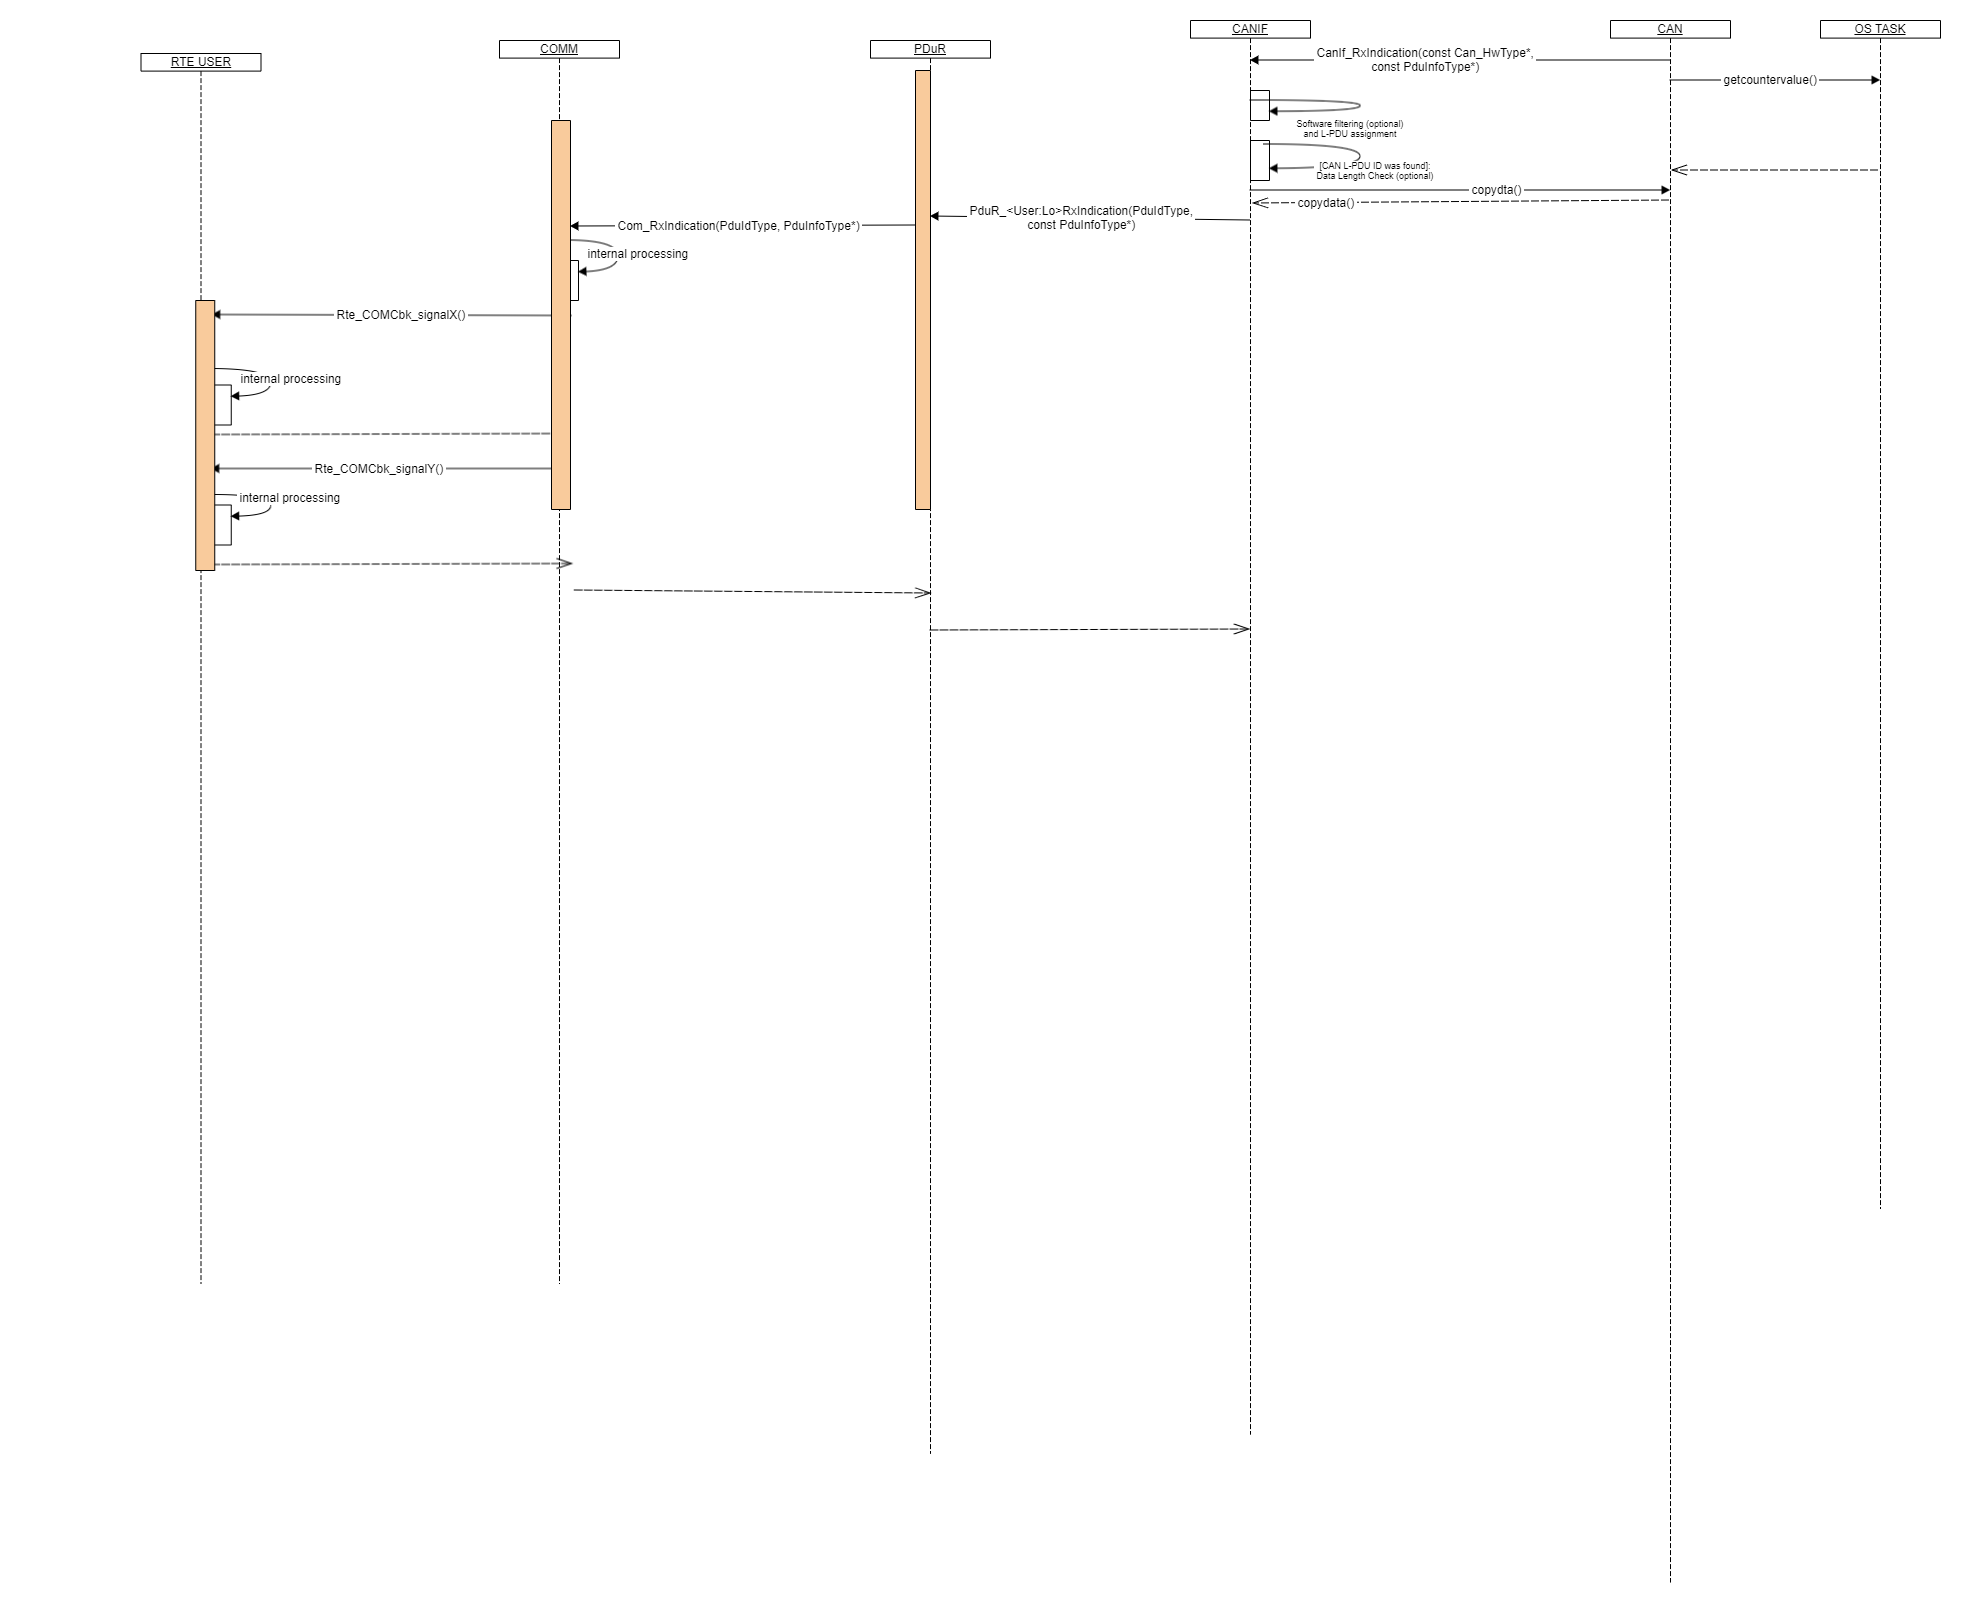 CANIF
CAN
OS TASK
COMM
PDuR
RTE USER
CanIf_RxIndication(const Can_HwType*,
const PduInfoType*)
getcountervalue()
Software filtering (optional)
and L-PDU assignment
[CAN L-PDU ID was found]:
Data Length Check (optional)
copydta()
copydata()
PduR_<User:Lo>RxIndication(PduIdType,
const PduInfoType*)
Com_RxIndication(PduIdType, PduInfoType*)
internal processing
Rte_COMCbk_signalX()
internal processing
Rte_COMCbk_signalY()
internal processing